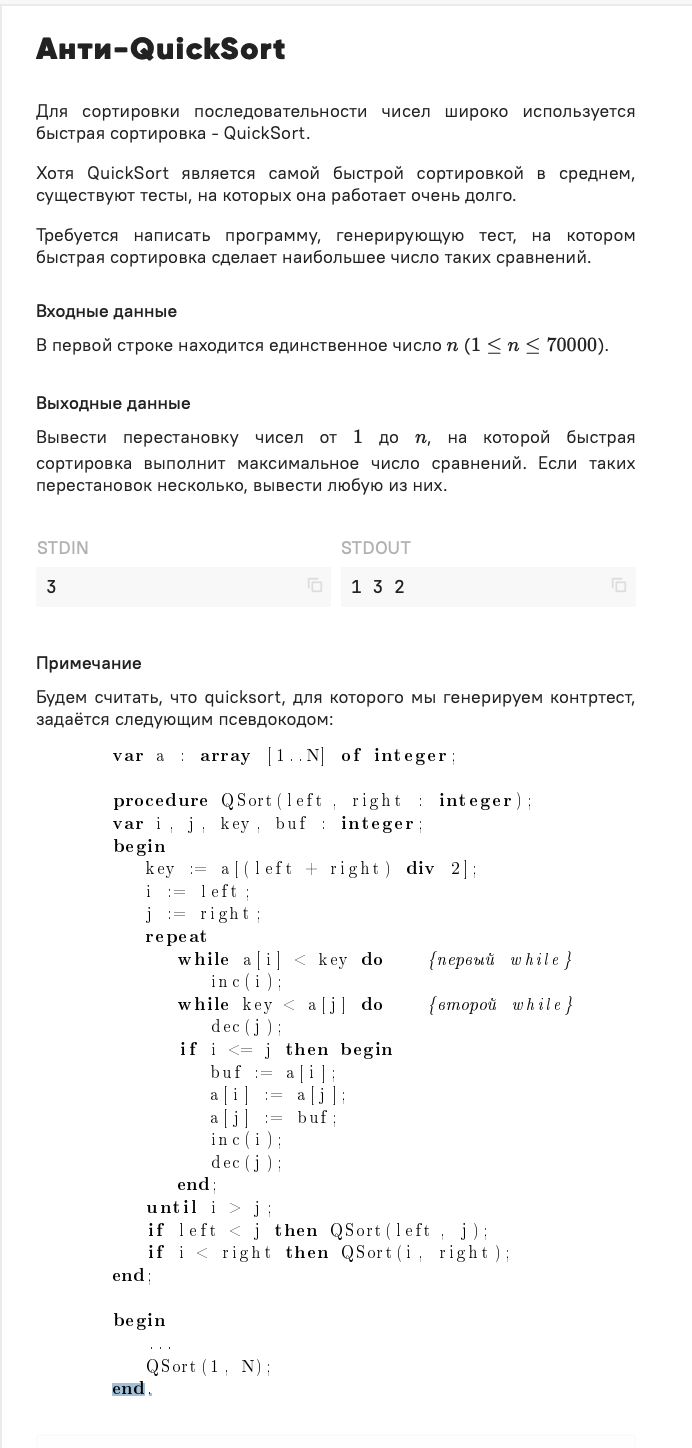 Анти-QuickSort
Для сортировки последовательности чисел широко используется
быстрая сортировка - QuickSort.
Хотя QuickSort является самой быстрой сортировкой в среднем,
существуют тесты, на которых она работает очень долго.
Требуется написать программу, генерирующую тест, на котором
быстрая сортировка сделает наибольшее число таких сравнений.
Входные данные
В первой строке находится единственное число n (1 ≤ n ≤ 70000).
Выходные данные
Вывести перестановку чисел от 1 до n, на которой быстрая
сортировка выполнит максимальное число сравнений. Если таких
перестановок несколько, вывести любую из них.
STDIN
3
STDOUT
1 3 2
Примечание
Будем считать, что quicksort, для которого мы генерируем контртест,
задаётся следующим псевдокодом:
var a : array [1..N] of integer;
procedure QSort(left, right : integer);
var i, j, key, buf : integer;
begin
key := a[(left + right) div 2];
i := left;
j := right;
repeat
while a[i] < key do {первый while}
inc(i);
while key < a[j] do {второй while}
dec(j);
if i <= j then begin
buf := a[i];
a[i] := a[j];
a[j] := buf;
inc(i);
dec(j);
end;
until i > j;
if left < j then QSort(left, j);
if i < right then QSort(i, right);
end;
begin
...
QSort(1, N);
end.